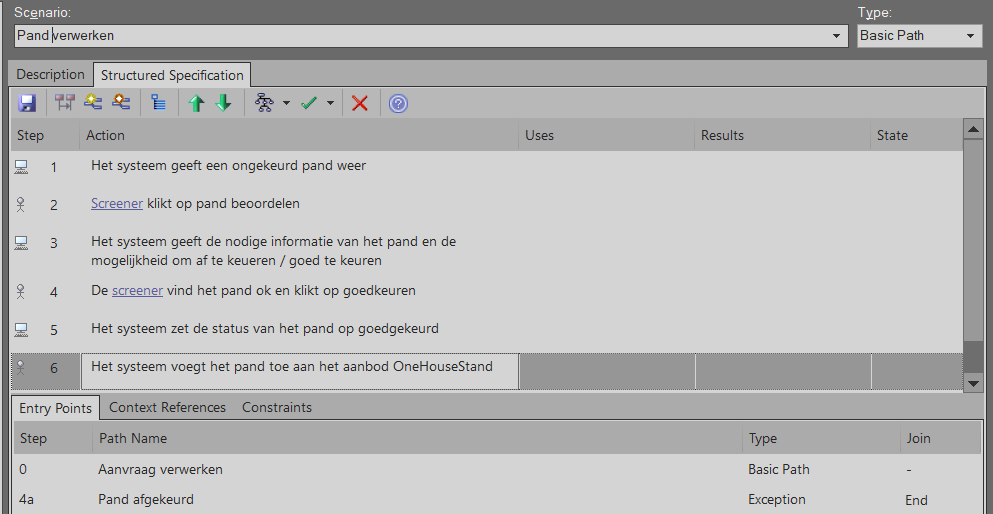 Scenario:
Type:
Pand verwerken
Basic Path
Description
Structured Specification
Step Action Uses Results State
1 Het systeem geeft een ongekeurd pand weer
2 Screener klikt op pand beoordelen
3 Het systeem geeft de nodige informatie van het pand en de
mogelijkheid om af te keueren / goed te keuren
4 De screener vind het pand ok en klikt op goedkeuren
5 Het systeem zet de status van het pand op goedgekeurd
6 Het systeem voegt het pand toe aan het aanbod OneHouseStand
Entry Points Context References Constraints
Step Path Name Type Join
0 Aanvraag verwerken Basic Path -
4a Pand afgekeurd Exception End